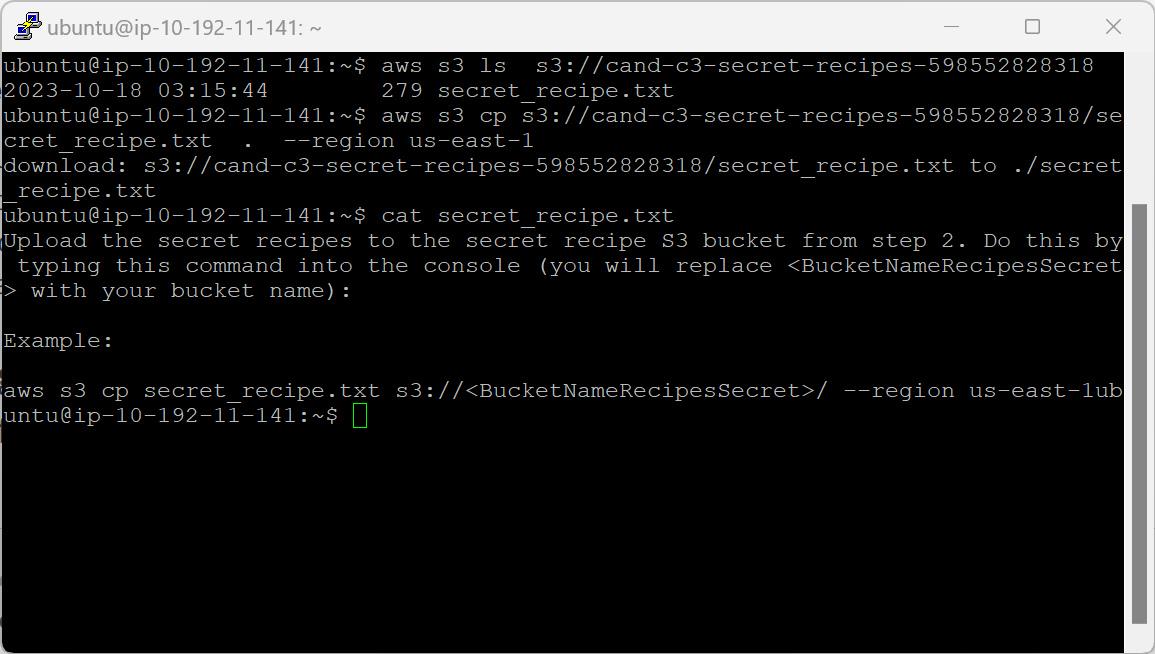 ubuntu@ip-10-192-11-141: ~
ubuntu@ip-10-192-11-141:~$ aws s3 ls  s3://cand-c3-secret-recipes-598552828318
2023-10-18 03:15:44        279 secret_recipe.txt
ubuntu@ip-10-192-11-141:~$ aws s3 cp s3://cand-c3-secret-recipes-598552828318/se
cret_recipe.txt  .  --region us-east-1
download: s3://cand-c3-secret-recipes-598552828318/secret_recipe.txt to ./secret
_recipe.txt
ubuntu@ip-10-192-11-141:~$ cat secret_recipe.txt
Upload the secret recipes to the secret recipe S3 bucket from step 2. Do this by
 typing this command into the console (you will replace <BucketNameRecipesSecret
> with your bucket name):
Example:
aws s3 cp secret_recipe.txt s3://<BucketNameRecipesSecret>/ --region us-east-1ub
untu@ip-10-192-11-141:~$